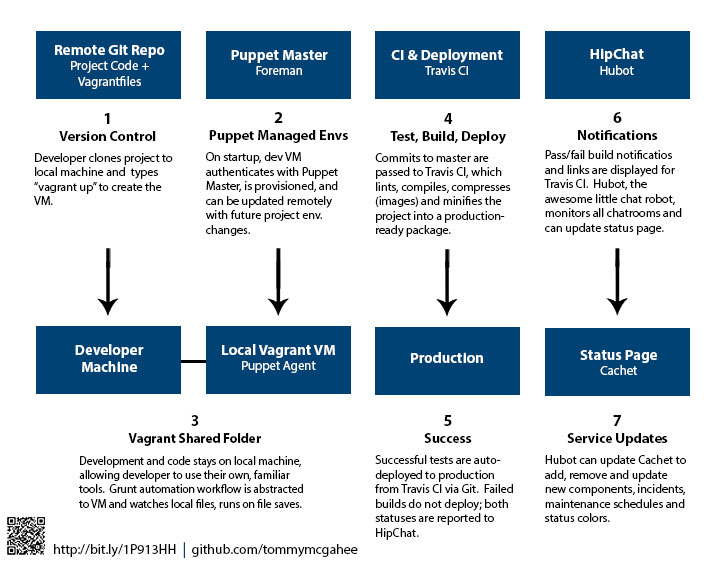 Remote Git Repo
Project Code +
Vagrantfiles
Puppet Master
Foreman
CI & Deployment
Travis CI
HipChat
Hubot
1
Version Control
Developer clones project to
local machine and types
“vagrant up” to create the
VM.
2
Puppet Managed Envs
On startup, dev VM
authenticates with Puppet
Master, is provisioned, and
can be updated remotely
with future project env.
changes.
4
Test, Build, Deploy
Commits to master are
passed to Travis CI, which
lints, compiles, compresses
(images) and minifies the
project into a production-
ready package.
6
Notifications
Pass/fail build notificatios
and links are displayed for
Travis CI. Hubot, the
awesome little chat robot,
monitors all chatrooms and
can update status page.
Developer
Machine
Local Vagrant VM
Puppet Agent
Production
Status Page
Cachet
3
Vagrant Shared Folder
Development and code stays on local machine,
allowing developer to use their own, familiar
tools. Grunt automation workflow is abstracted
to VM and watches local files, runs on file saves.
5
Success
Successful tests are auto-
deployed to production
from Travis CI via Git. Failed
builds do not deploy; both
statuses are reported to
HipChat.
7
Service Updates
Hubot can update Cachet to
add, remove and update
new components, incidents,
maintenance schedules and
status colors.
http://bit.ly/1P913HH | github.com/tommymcgahee